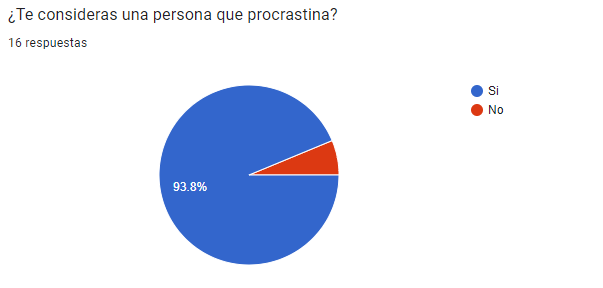 ¿Te consideras una persona que procrastina?
16 respuestas
Si
No
93.8%